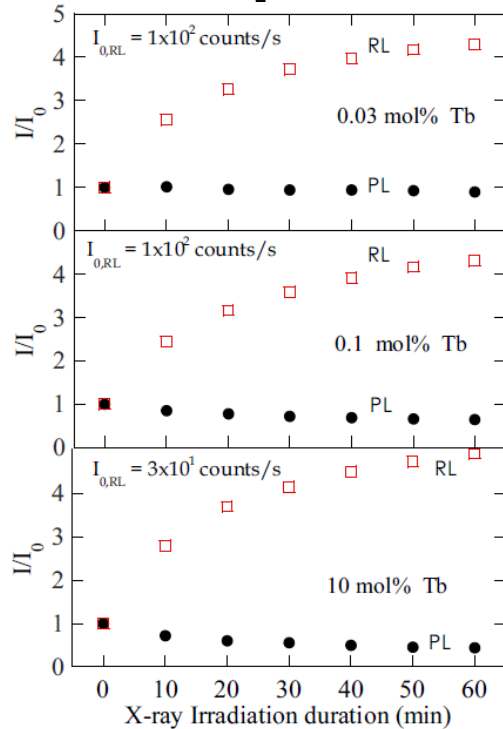 5
I0,RL = 1x10² counts/s
RL
4
3
I/I0
0.03 mol% Tb
2
1
PL
0
I0,RL = 1x10² counts/s
RL
4
3
I/I0
0.1 mol% Tb
2
PL
1
0
I0,RL = 3x10¹ counts/s
RL
4
3
I/I0
10 mol% Tb
2
1
PL
0
0 10 20 30 40 50 60
X-ray Irradiation duration (min)